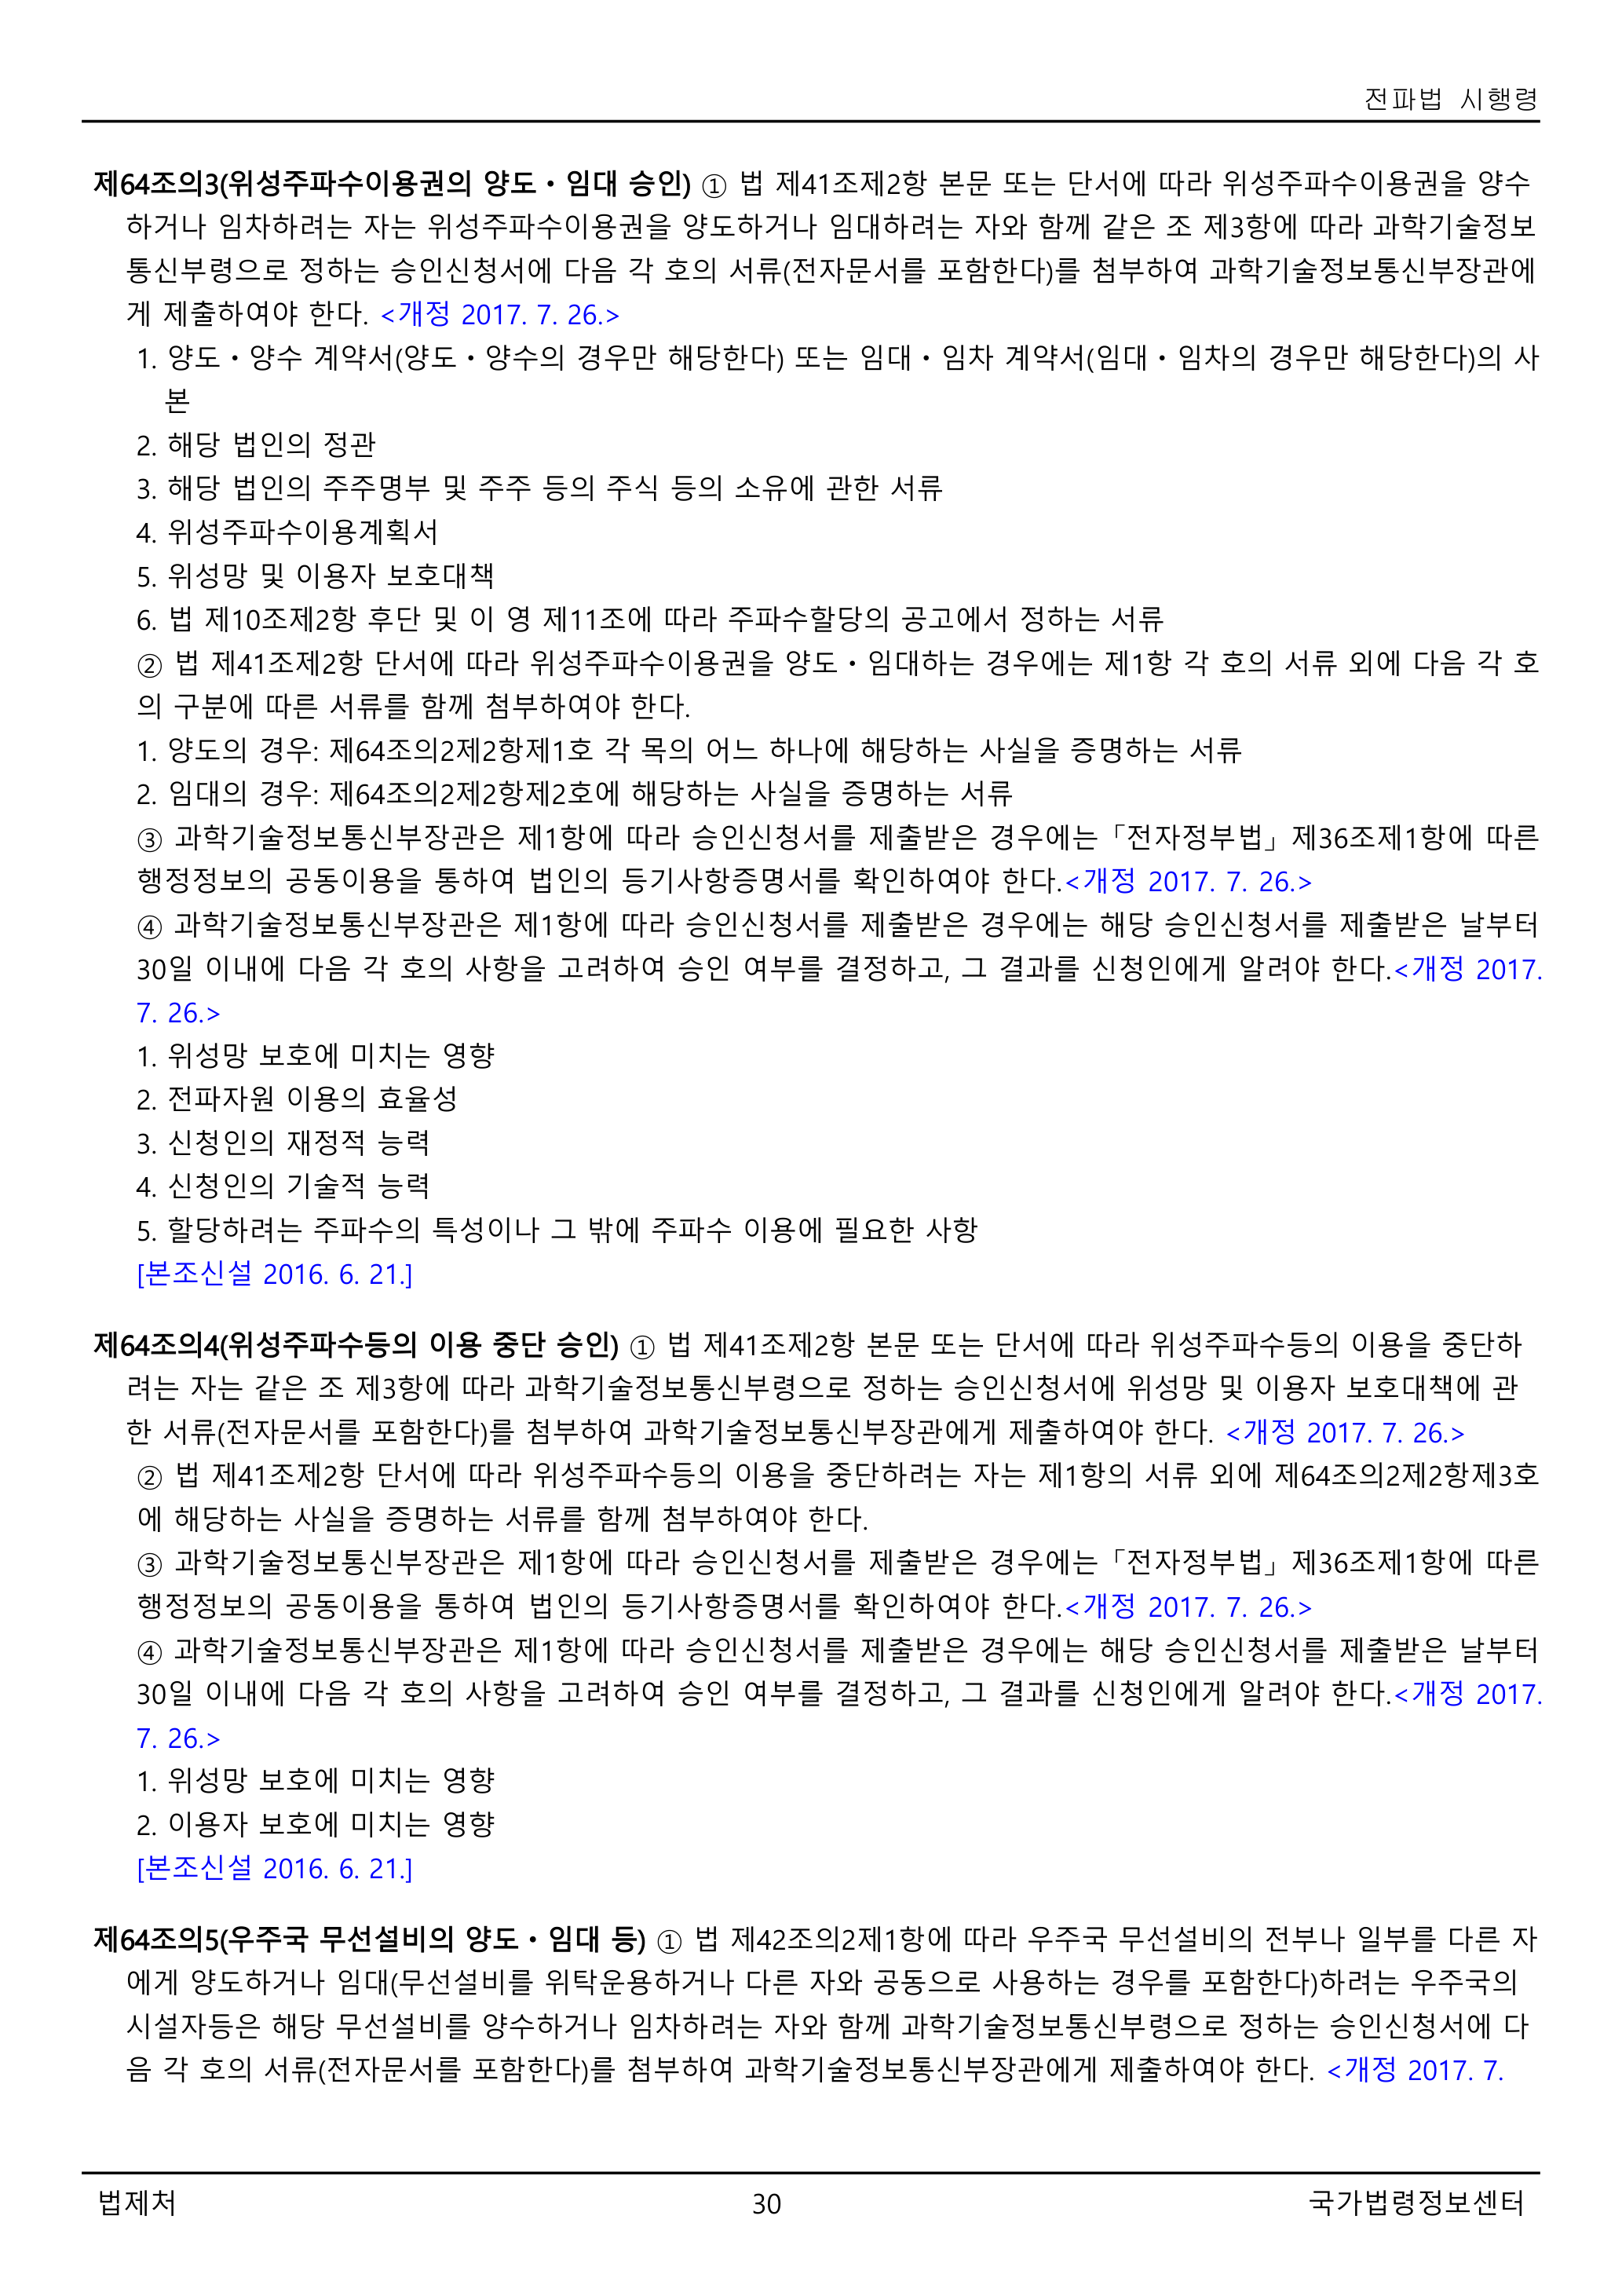 전파법 시행령
제64조의3(위성주파수이용권의 양도ㆍ임대 승인) ① 법 제41조제2항 본문 또는 단서에 따라 위성주파수이용권을 양수
하거나 임차하려는 자는 위성주파수이용권을 양도하거나 임대하려는 자와 함께 같은 조 제3항에 따라 과학기술정보
통신부령으로 정하는 승인신청서에 다음 각 호의 서류(전자문서를 포함한다)를 첨부하여 과학기술정보통신부장관에
게 제출하여야 한다. <개정 2017. 7. 26.>
1. 양도ㆍ양수 계약서(양도ㆍ양수의 경우만 해당한다) 또는 임대ㆍ임차 계약서(임대ㆍ임차의 경우만 해당한다)의 사
본
2. 해당 법인의 정관
3. 해당 법인의 주주명부 및 주주 등의 주식 등의 소유에 관한 서류
4. 위성주파수이용계획서
5. 위성망 및 이용자 보호대책
6. 법 제10조제2항 후단 및 이 영 제11조에 따라 주파수할당의 공고에서 정하는 서류
② 법 제41조제2항 단서에 따라 위성주파수이용권을 양도ㆍ임대하는 경우에는 제1항 각 호의 서류 외에 다음 각 호
의 구분에 따른 서류를 함께 첨부하여야 한다.
1. 양도의 경우: 제64조의2제2항제1호 각 목의 어느 하나에 해당하는 사실을 증명하는 서류
2. 임대의 경우: 제64조의2제2항제2호에 해당하는 사실을 증명하는 서류
③ 과학기술정보통신부장관은 제1항에 따라 승인신청서를 제출받은 경우에는「전자정부법」제36조제1항에 따른
행정정보의 공동이용을 통하여 법인의 등기사항증명서를 확인하여야 한다.<개정 2017. 7. 26.>
④ 과학기술정보통신부장관은 제1항에 따라 승인신청서를 제출받은 경우에는 해당 승인신청서를 제출받은 날부터
30일 이내에 다음 각 호의 사항을 고려하여 승인 여부를 결정하고, 그 결과를 신청인에게 알려야 한다.<개정 2017.
7. 26.>
1. 위성망 보호에 미치는 영향
2. 전파자원 이용의 효율성
3. 신청인의 재정적 능력
4. 신청인의 기술적 능력
5. 할당하려는 주파수의 특성이나 그 밖에 주파수 이용에 필요한 사항
[본조신설 2016. 6. 21.]
제64조의4(위성주파수등의 이용 중단 승인) ① 법 제41조제2항 본문 또는 단서에 따라 위성주파수등의 이용을 중단하
려는 자는 같은 조 제3항에 따라 과학기술정보통신부령으로 정하는 승인신청서에 위성망 및 이용자 보호대책에 관
한 서류(전자문서를 포함한다)를 첨부하여 과학기술정보통신부장관에게 제출하여야 한다. <개정 2017. 7. 26.>
② 법 제41조제2항 단서에 따라 위성주파수등의 이용을 중단하려는 자는 제1항의 서류 외에 제64조의2제2항제3호
에 해당하는 사실을 증명하는 서류를 함께 첨부하여야 한다.
③ 과학기술정보통신부장관은 제1항에 따라 승인신청서를 제출받은 경우에는「전자정부법」제36조제1항에 따른
행정정보의 공동이용을 통하여 법인의 등기사항증명서를 확인하여야 한다.<개정 2017. 7. 26.>
④ 과학기술정보통신부장관은 제1항에 따라 승인신청서를 제출받은 경우에는 해당 승인신청서를 제출받은 날부터
30일 이내에 다음 각 호의 사항을 고려하여 승인 여부를 결정하고, 그 결과를 신청인에게 알려야 한다.<개정 2017.
7. 26.>
1. 위성망 보호에 미치는 영향
2. 이용자 보호에 미치는 영향
[본조신설 2016. 6. 21.]
제64조의5(우주국 무선설비의 양도ㆍ임대 등) ① 법 제42조의2제1항에 따라 우주국 무선설비의 전부나 일부를 다른 자
에게 양도하거나 임대(무선설비를 위탁운용하거나 다른 자와 공동으로 사용하는 경우를 포함한다)하려는 우주국의
시설자등은 해당 무선설비를 양수하거나 임차하려는 자와 함께 과학기술정보통신부령으로 정하는 승인신청서에 다
음 각 호의 서류(전자문서를 포함한다)를 첨부하여 과학기술정보통신부장관에게 제출하여야 한다. <개정 2017. 7.
법제처
30
국가법령정보센터